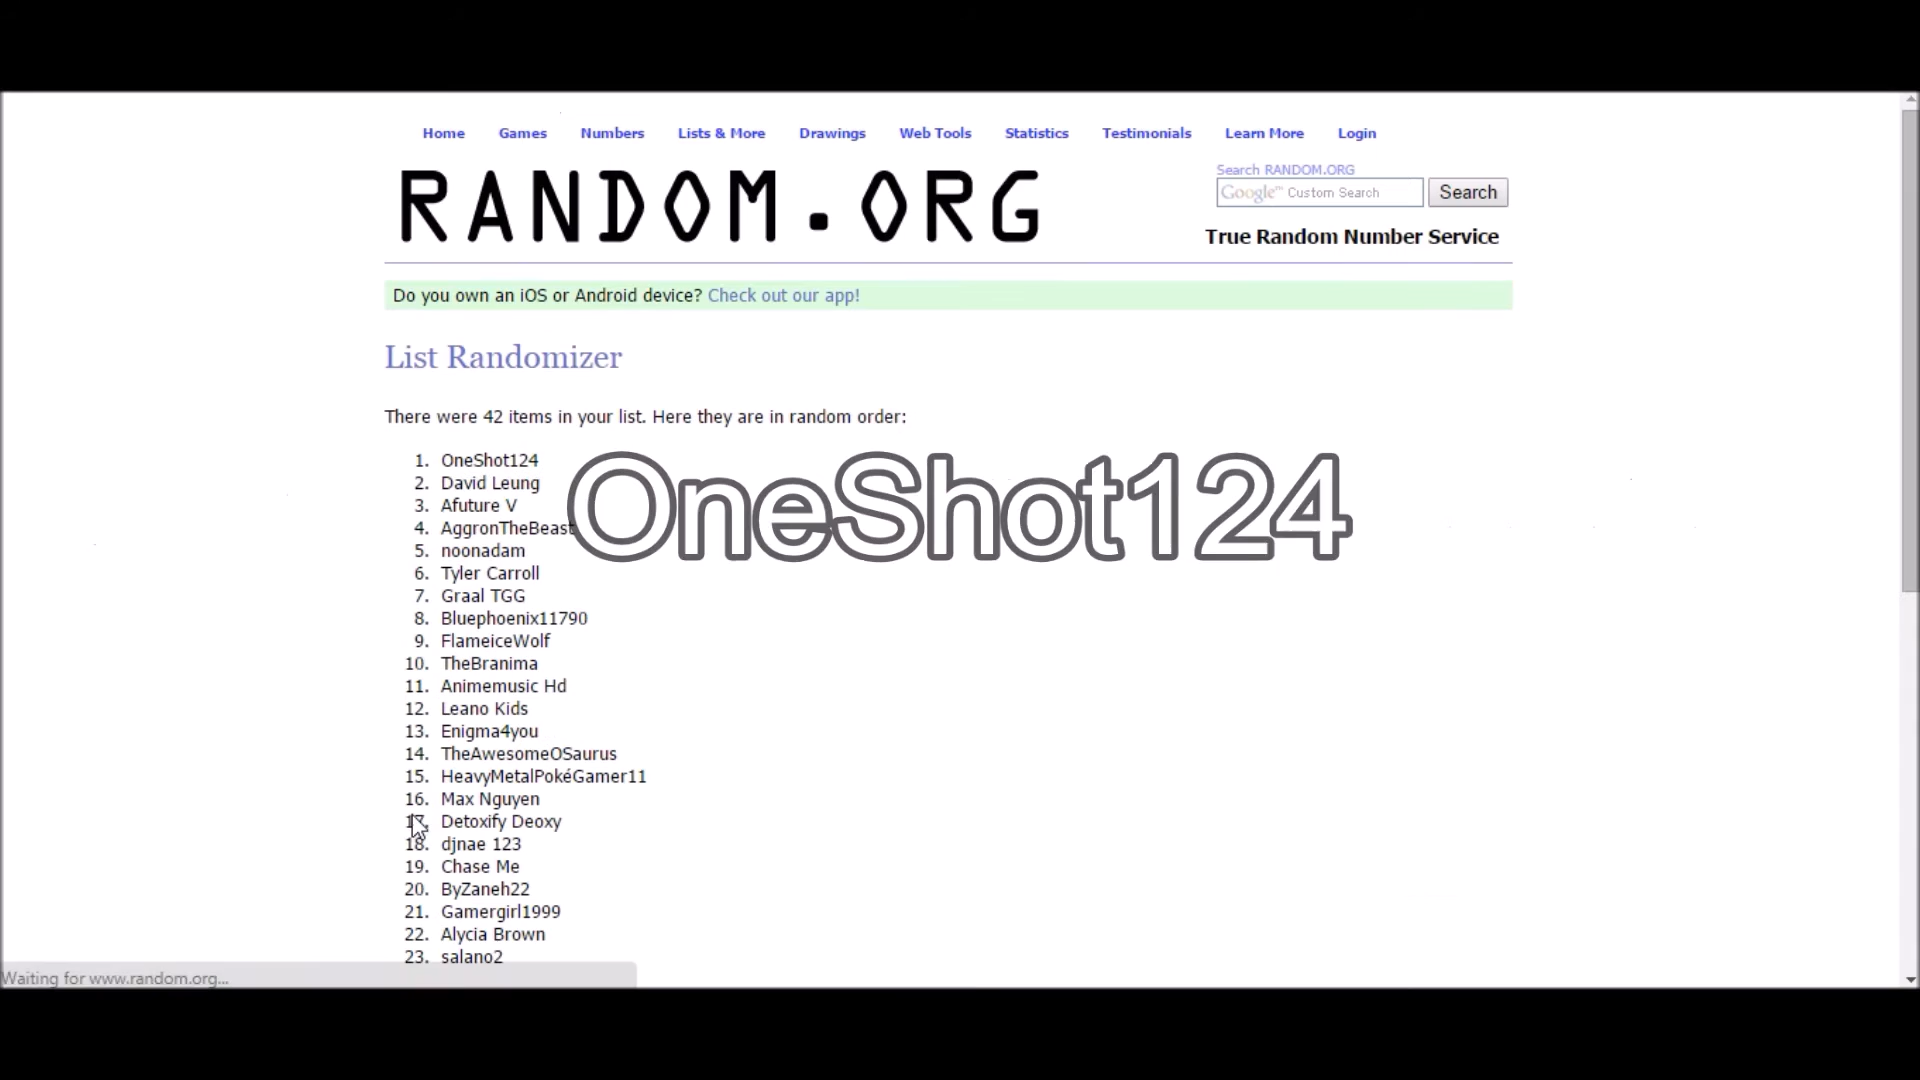 Home Games Numbers Lists & More Drawings Web Tools Statistics Testimonials Learn More Login
RANDOM.ORG
Search RANDOM.ORG
Google™ Custom Search Search
True Random Number Service
Do you own an iOS or Android device? Check out our app!
List Randomizer
There were 42 items in your list. Here they are in random order:
1. OneShot124
2. David Leung
3. Afuture V
4. AggronTheBeast
5. noonadam
6. Tyler Carroll
7. Graal TGG
8. Bluephoenix11790
9. FlameiceWolf
10. TheBranima
11. Animemusic Hd
12. Leano Kids
13. Enigma4you
14. TheAwesomeOSaurus
15. HeavyMetalPokéGamer11
16. Max Nguyen
17. Detoxify Deoxy
18. djnae 123
19. Chase Me
20. ByZaneh22
21. Gamergirl1999
22. Alycia Brown
23. salano2
OneShot124
Waiting for www.random.org...